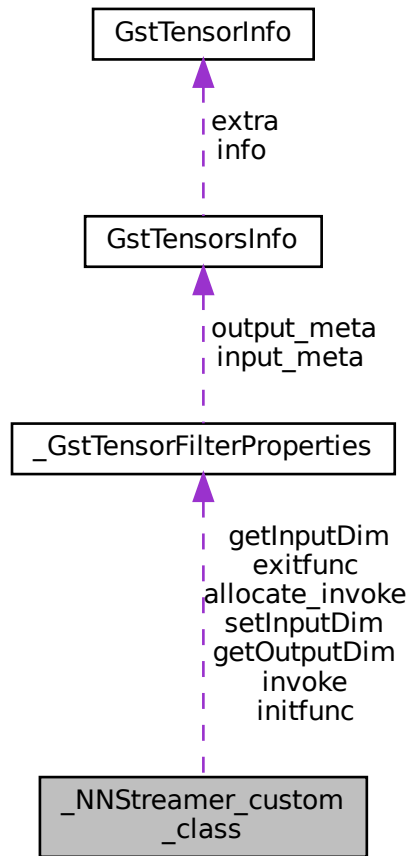 GstTensorInfo
extra
info
GstTensorsInfo
output_meta
input_meta
_GstTensorFilterProperties
getInputDim
exitfunc
allocate_invoke
setInputDim
getOutputDim
invoke
initfunc
_NNStreamer_custom
_class